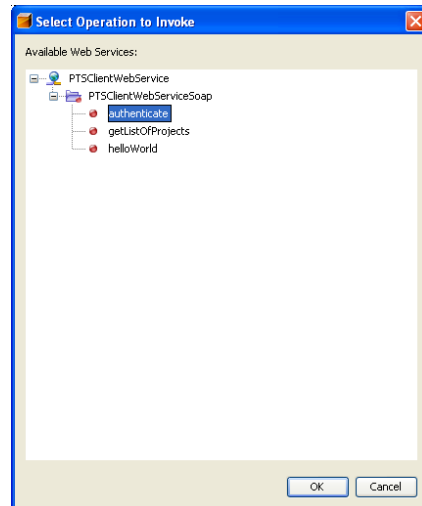 Select Operation to Invoke
Available Web Services:
PTSClientWebService
PTSClientWebServiceSoap
authenticate
getListOfProjects
helloWorld
OK Cancel